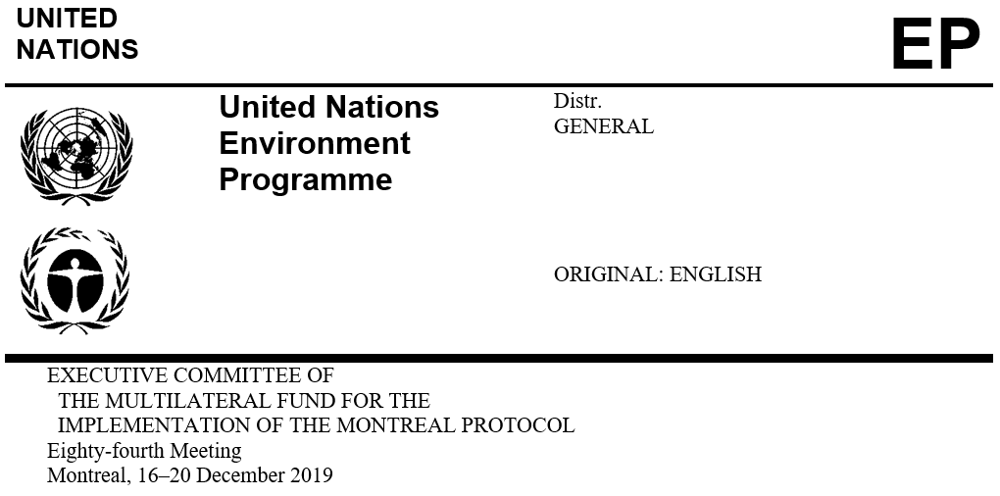 UNITED
NATIONS
EP
United Nations
Environment
Programme
Distr.
GENERAL
ORIGINAL: ENGLISH
EXECUTIVE COMMITTEE OF
THE MULTILATERAL FUND FOR THE
IMPLEMENTATION OF THE MONTREAL PROTOCOL
Eighty-fourth Meeting
Montreal, 16–20 December 2019